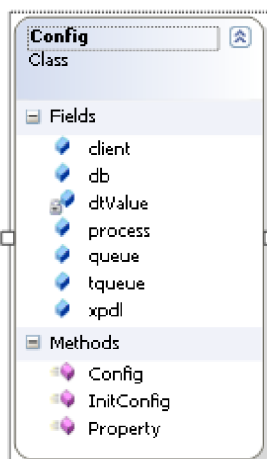 Config
Class
Fields
client
db
dtValue
process
queue
tqueue
xpdl
Methods
Config
InitConfig
Property